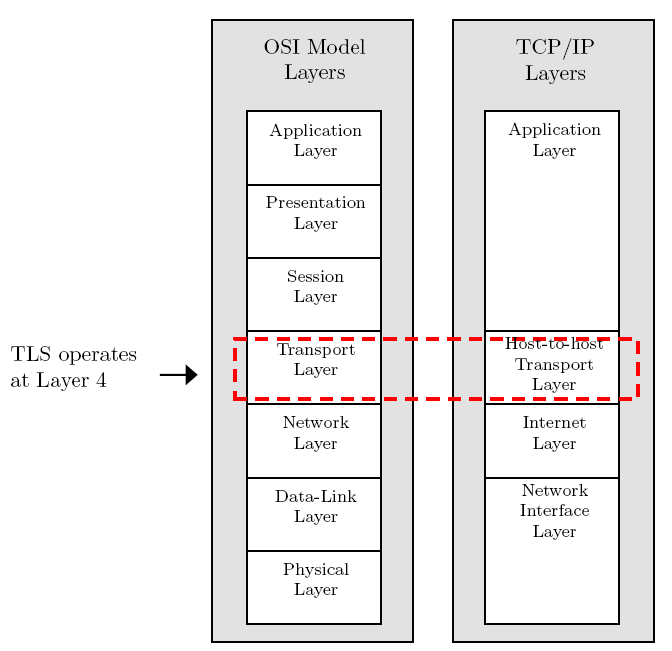 OSI Model
Layers
Application
Layer
Presentation
Layer
Session
Layer
Transport
Layer
Network
Layer
Data-Link
Layer
Physical
Layer
TCP/IP
Layers
Application
Layer
Host-to-host
Transport
Layer
Internet
Layer
Network
Interface
Layer
TLS operates
at Layer 4